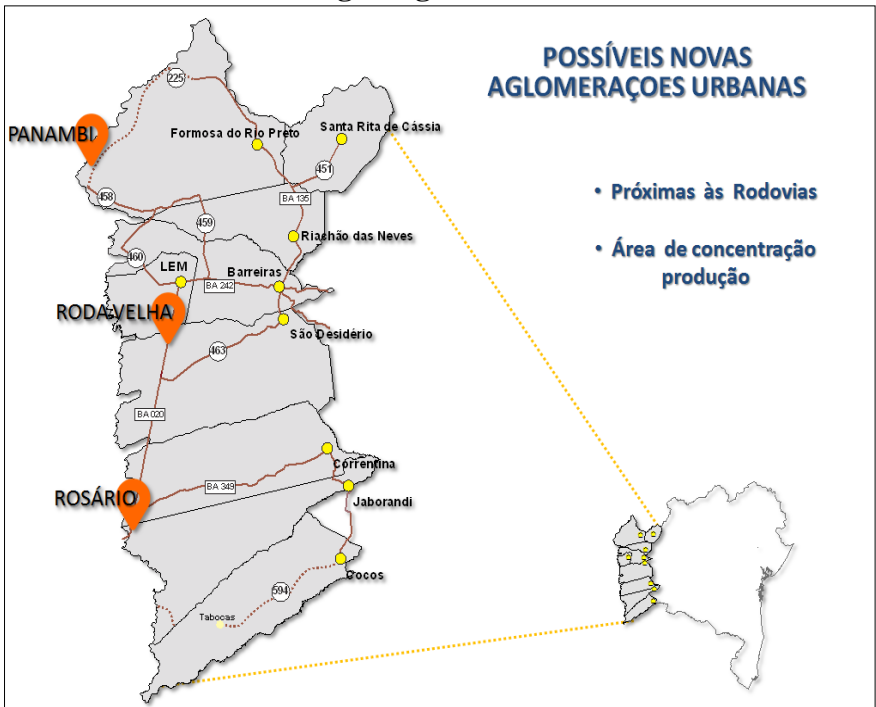 POSSÍVEIS NOVAS
AGLOMERAÇOES URBANAS
• Próximas às Rodovias
• Área de concentração
produção
225
PANAMBI
Formosa do Rio Preto
Santa Rita de Cássia
451
458
BA 135
459
Riachão das Neves
460
LEM
Barreiras
BA 242
RODA VELHA
São Desidério
463
BA 020
Correntina
BA 349
Jaborandi
ROSÁRIO
Cocos
594
Tabocas